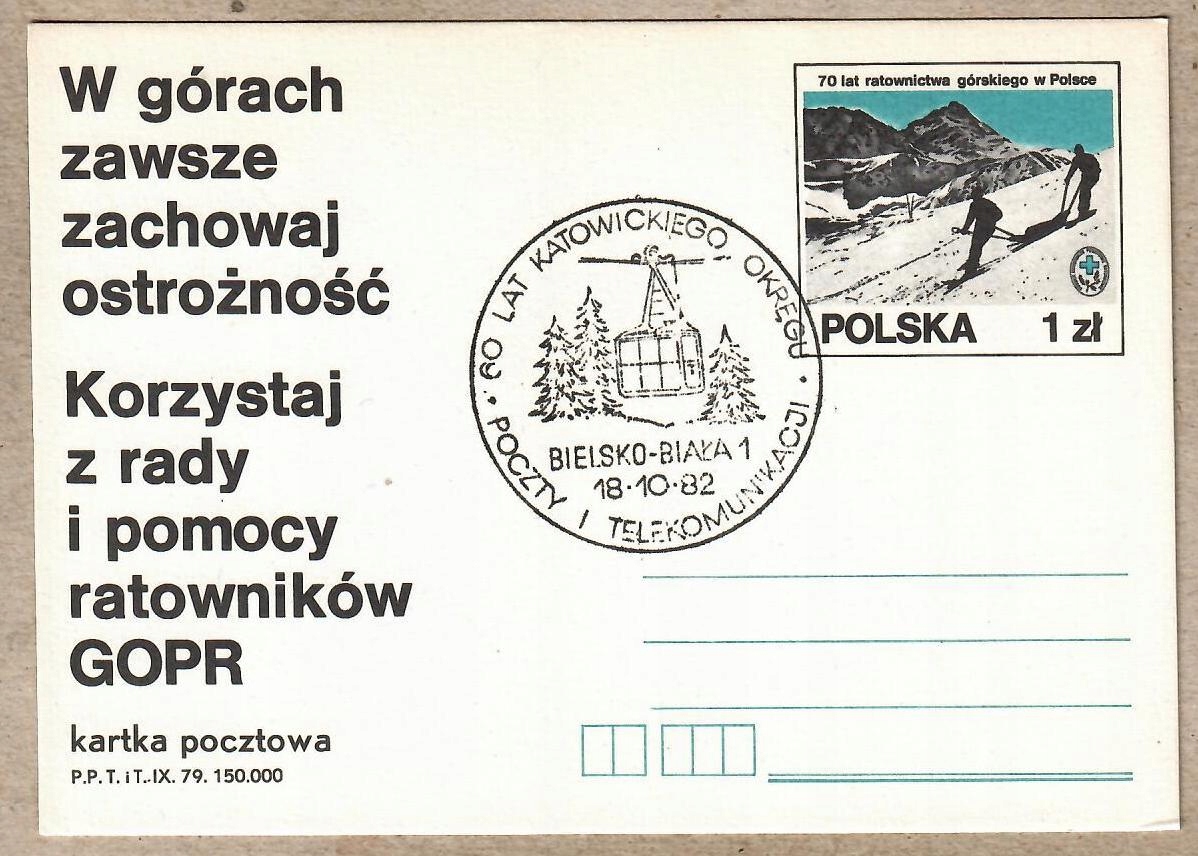 W górach
zawsze
zachowaj
ostrożność
Korzystaj
z rady
i pomocy
ratowników
GOPR
kartka pocztowa
P.P.T. i T.-IX. 79. 150.000
70 lat ratownictwa górskiego w Polsce
POLSKA 1 zł
60 LAT KATOWICKIEGO OKRĘGU
POCZTY I TELEKOMUNIKACJI
BIELSKO-BIAŁA 1
18·10·82